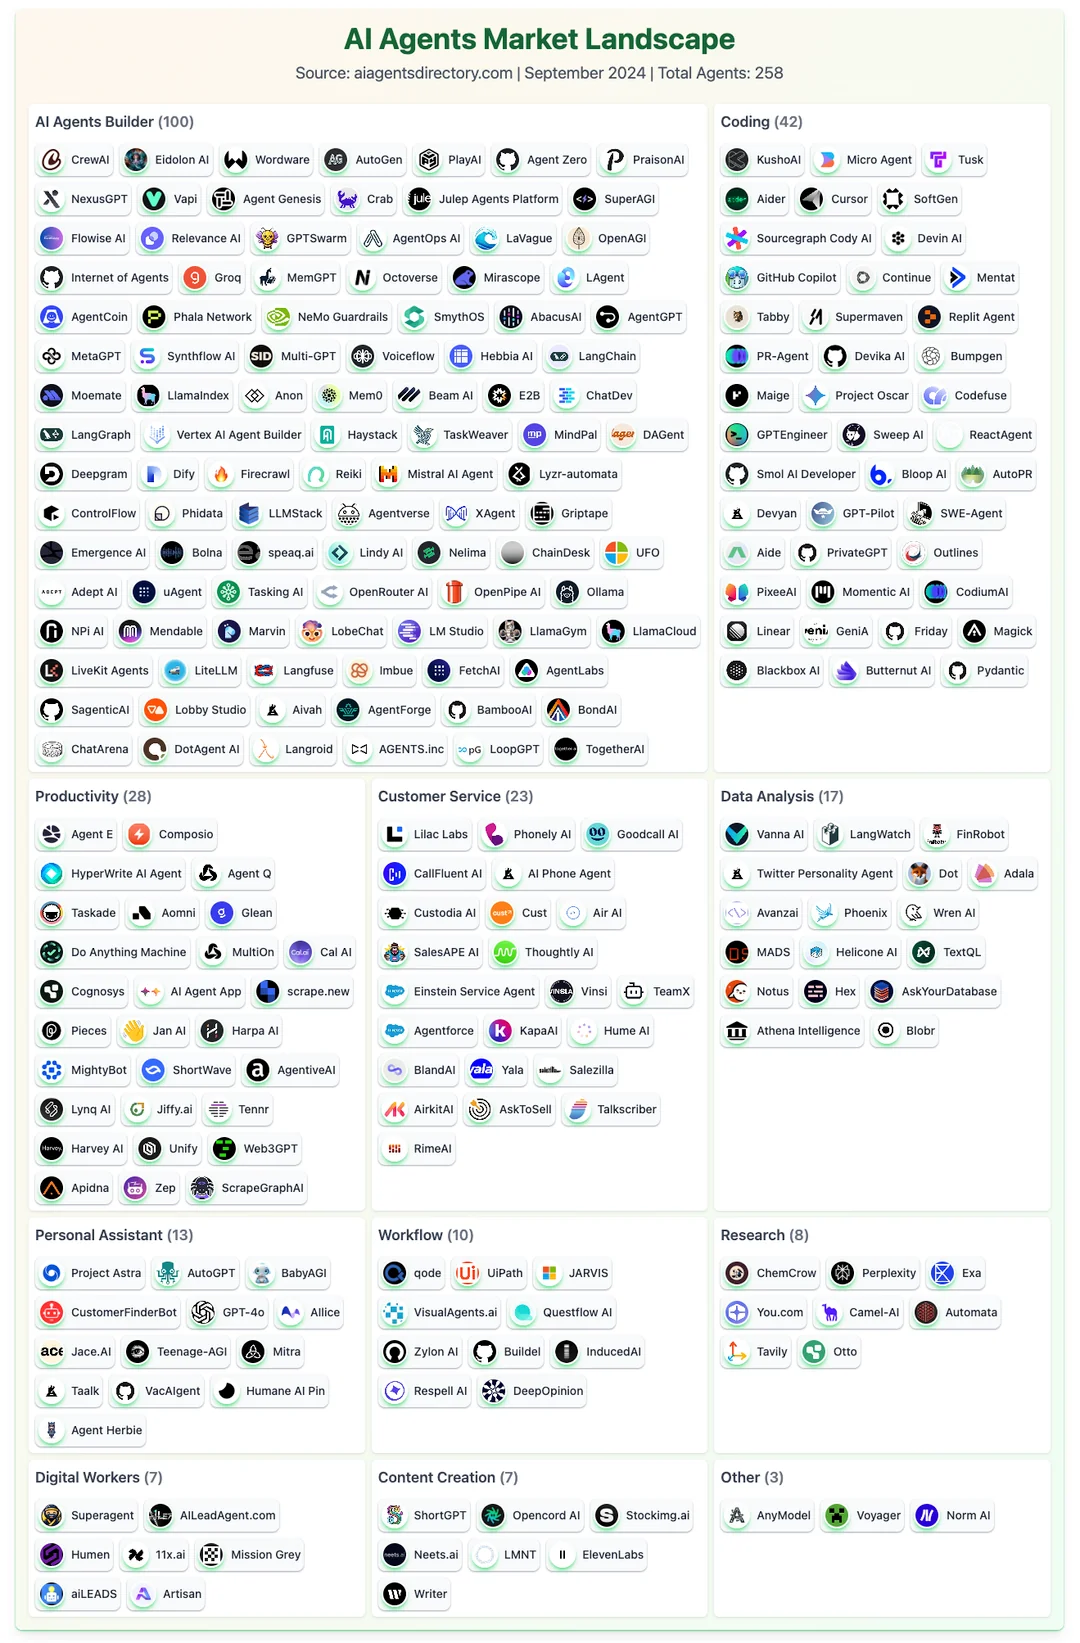 AI Agents Market Landscape
Source: aiagentsdirectory.com | September 2024 | Total Agents: 258
AI Agents Builder (100)
CrewAI Eidolon AI Wordware AG AutoGen PlayAI Agent Zero PraisonAI
NexusGPT Vapi Agent Genesis Crab jule Julep Agents Platform SuperAGI
Flowise AI Relevance AI GPTSwarm AgentOps AI LaVague OpenAGI
Internet of Agents Groq MemGPT Octoverse Mirascope LAgent
AgentCoin Phala Network NeMo Guardrails SmythOS AbacusAI AgentGPT
MetaGPT Synthflow AI SID Multi-GPT Voiceflow Hebbia AI LangChain
Moemate LlamaIndex Anon Mem0 Beam AI E2B ChatDev
LangGraph Vertex AI Agent Builder Haystack TaskWeaver mp MindPal DAGent
Deepgram Dify Firecrawl Reiki Mistral AI Agent Lyzr-automata
ControlFlow Phidata LLMStack Agentverse XAgent Griptape
Emergence AI Bolna speaq.ai Lindy AI Nelima ChainDesk UFO
ADEPT Adept AI uAgent Tasking AI OpenRouter AI OpenPipe AI Ollama
NPi AI Mendable Marvin LobeChat LM Studio LlamaGym LlamaCloud
LiveKit Agents LiteLLM Langfuse Imbue FetchAI AgentLabs
SagenticAI Lobby Studio Aivah AgentForge BambooAI BondAI
ChatArena DotAgent AI Langroid AGENTS.inc pG LoopGPT together.ai TogetherAI
Coding (42)
KushoAI Micro Agent Tusk
aider Aider Cursor SoftGen
Sourcegraph Cody AI Devin AI
GitHub Copilot Continue Mentat
Tabby Supermaven Replit Agent
PR-Agent Devika AI Bumpgen
Maige Project Oscar Codefuse
GPTEngineer Sweep AI ReactAgent
Smol AI Developer Bloop AI AutoPR
Devyan GPT-Pilot SWE-Agent
Aide PrivateGPT Outlines
PixeeAI Momentic AI CodiumAI
Linear GeniA Friday Magick
Blackbox AI Butternut AI Pydantic
Productivity (28)
Agent E Composio
HyperWrite AI Agent Agent Q
Taskade Aomni Glean
Do Anything Machine MultiOn Cal.ai Cal AI
Cognosys AI Agent App scrape.new
Pieces Jan AI Harpa AI
MightyBot ShortWave AgentiveAI
Lynq AI Jiffy.ai Tennr
Harvey. Harvey AI Unify Web3GPT
Apidna Zep ScrapeGraphAI
Customer Service (23)
Lilac Labs Phonely AI Goodcall AI
CallFluent AI AI Phone Agent
Custodia AI cust Cust Air AI
SalesAPE AI Thoughtly AI
Einstein Service Agent Vinsi TeamX
Agentforce KapaAI Hume AI
BlandAI yala Yala Salezilla
AirkitAI AskToSell Talkscriber
RimeAI
Data Analysis (17)
Vanna AI LangWatch FinRobot
Twitter Personality Agent Dot Adala
Avanzai Phoenix Wren AI
MADS Helicone AI TextQL
Notus Hex AskYourDatabase
Athena Intelligence Blobr
Personal Assistant (13)
Project Astra AutoGPT BabyAGI
CustomerFinderBot GPT-4o Allice
ace Jace.AI Teenage-AGI Mitra
Taalk VacAIgent Humane AI Pin
Agent Herbie
Workflow (10)
qode Ui UiPath JARVIS
VisualAgents.ai Questflow AI
Zylon AI Buildel InducedAI
Respell AI DeepOpinion
Research (8)
ChemCrow Perplexity Exa
You.com Camel-AI Automata
Tavily Otto
Digital Workers (7)
Superagent AILeadAgent.com
Humen 11x.ai Mission Grey
aiLEADS Artisan
Content Creation (7)
ShortGPT Opencord AI Stockimg.ai
neets.ai Neets.ai LMNT ElevenLabs
Writer
Other (3)
AnyModel Voyager Norm AI